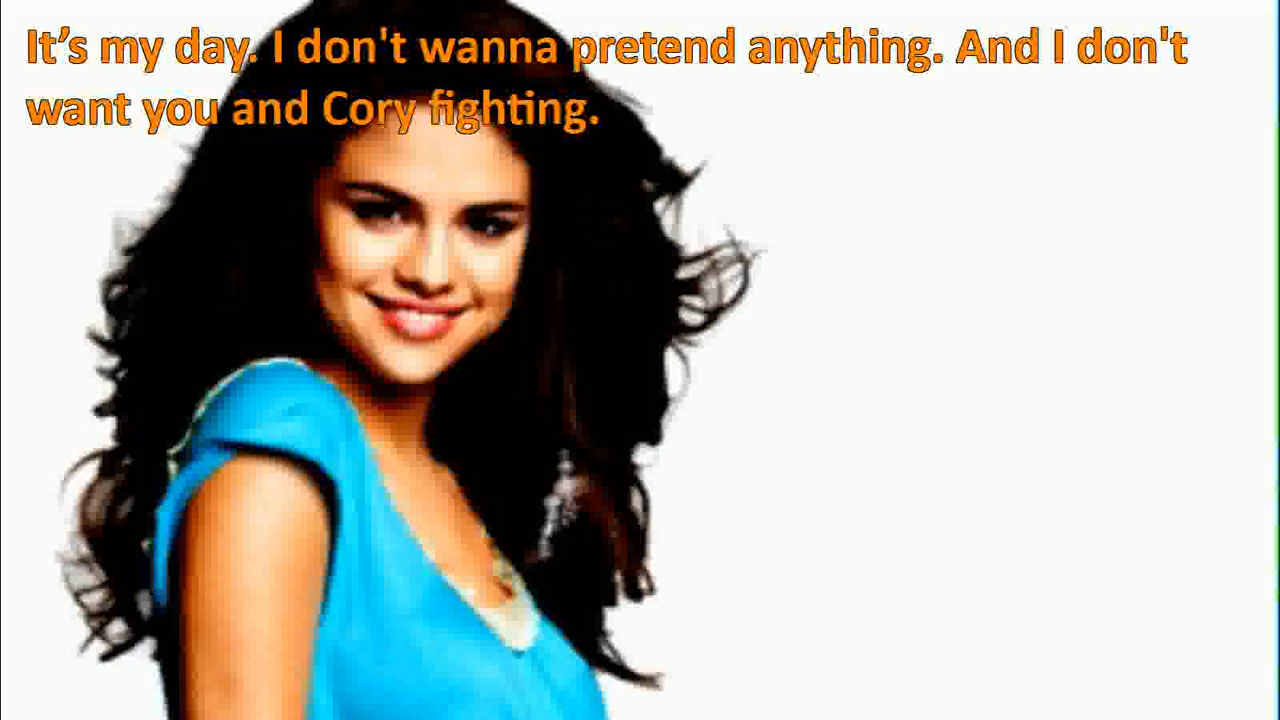 It’s my day. I don't wanna pretend anything. And I don't
want you and Cory fighting.